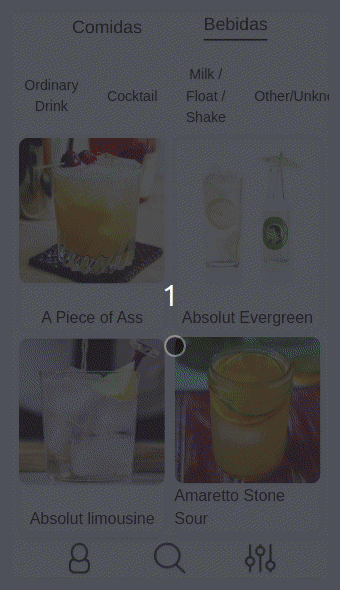 Comidas
Bebidas
Ordinary
Drink
Cocktail
Milk /
Float /
Shake
Other/Unkn
A Piece of Ass
Absolut Evergreen
1
Absolut limousine
Amaretto Stone
Sour